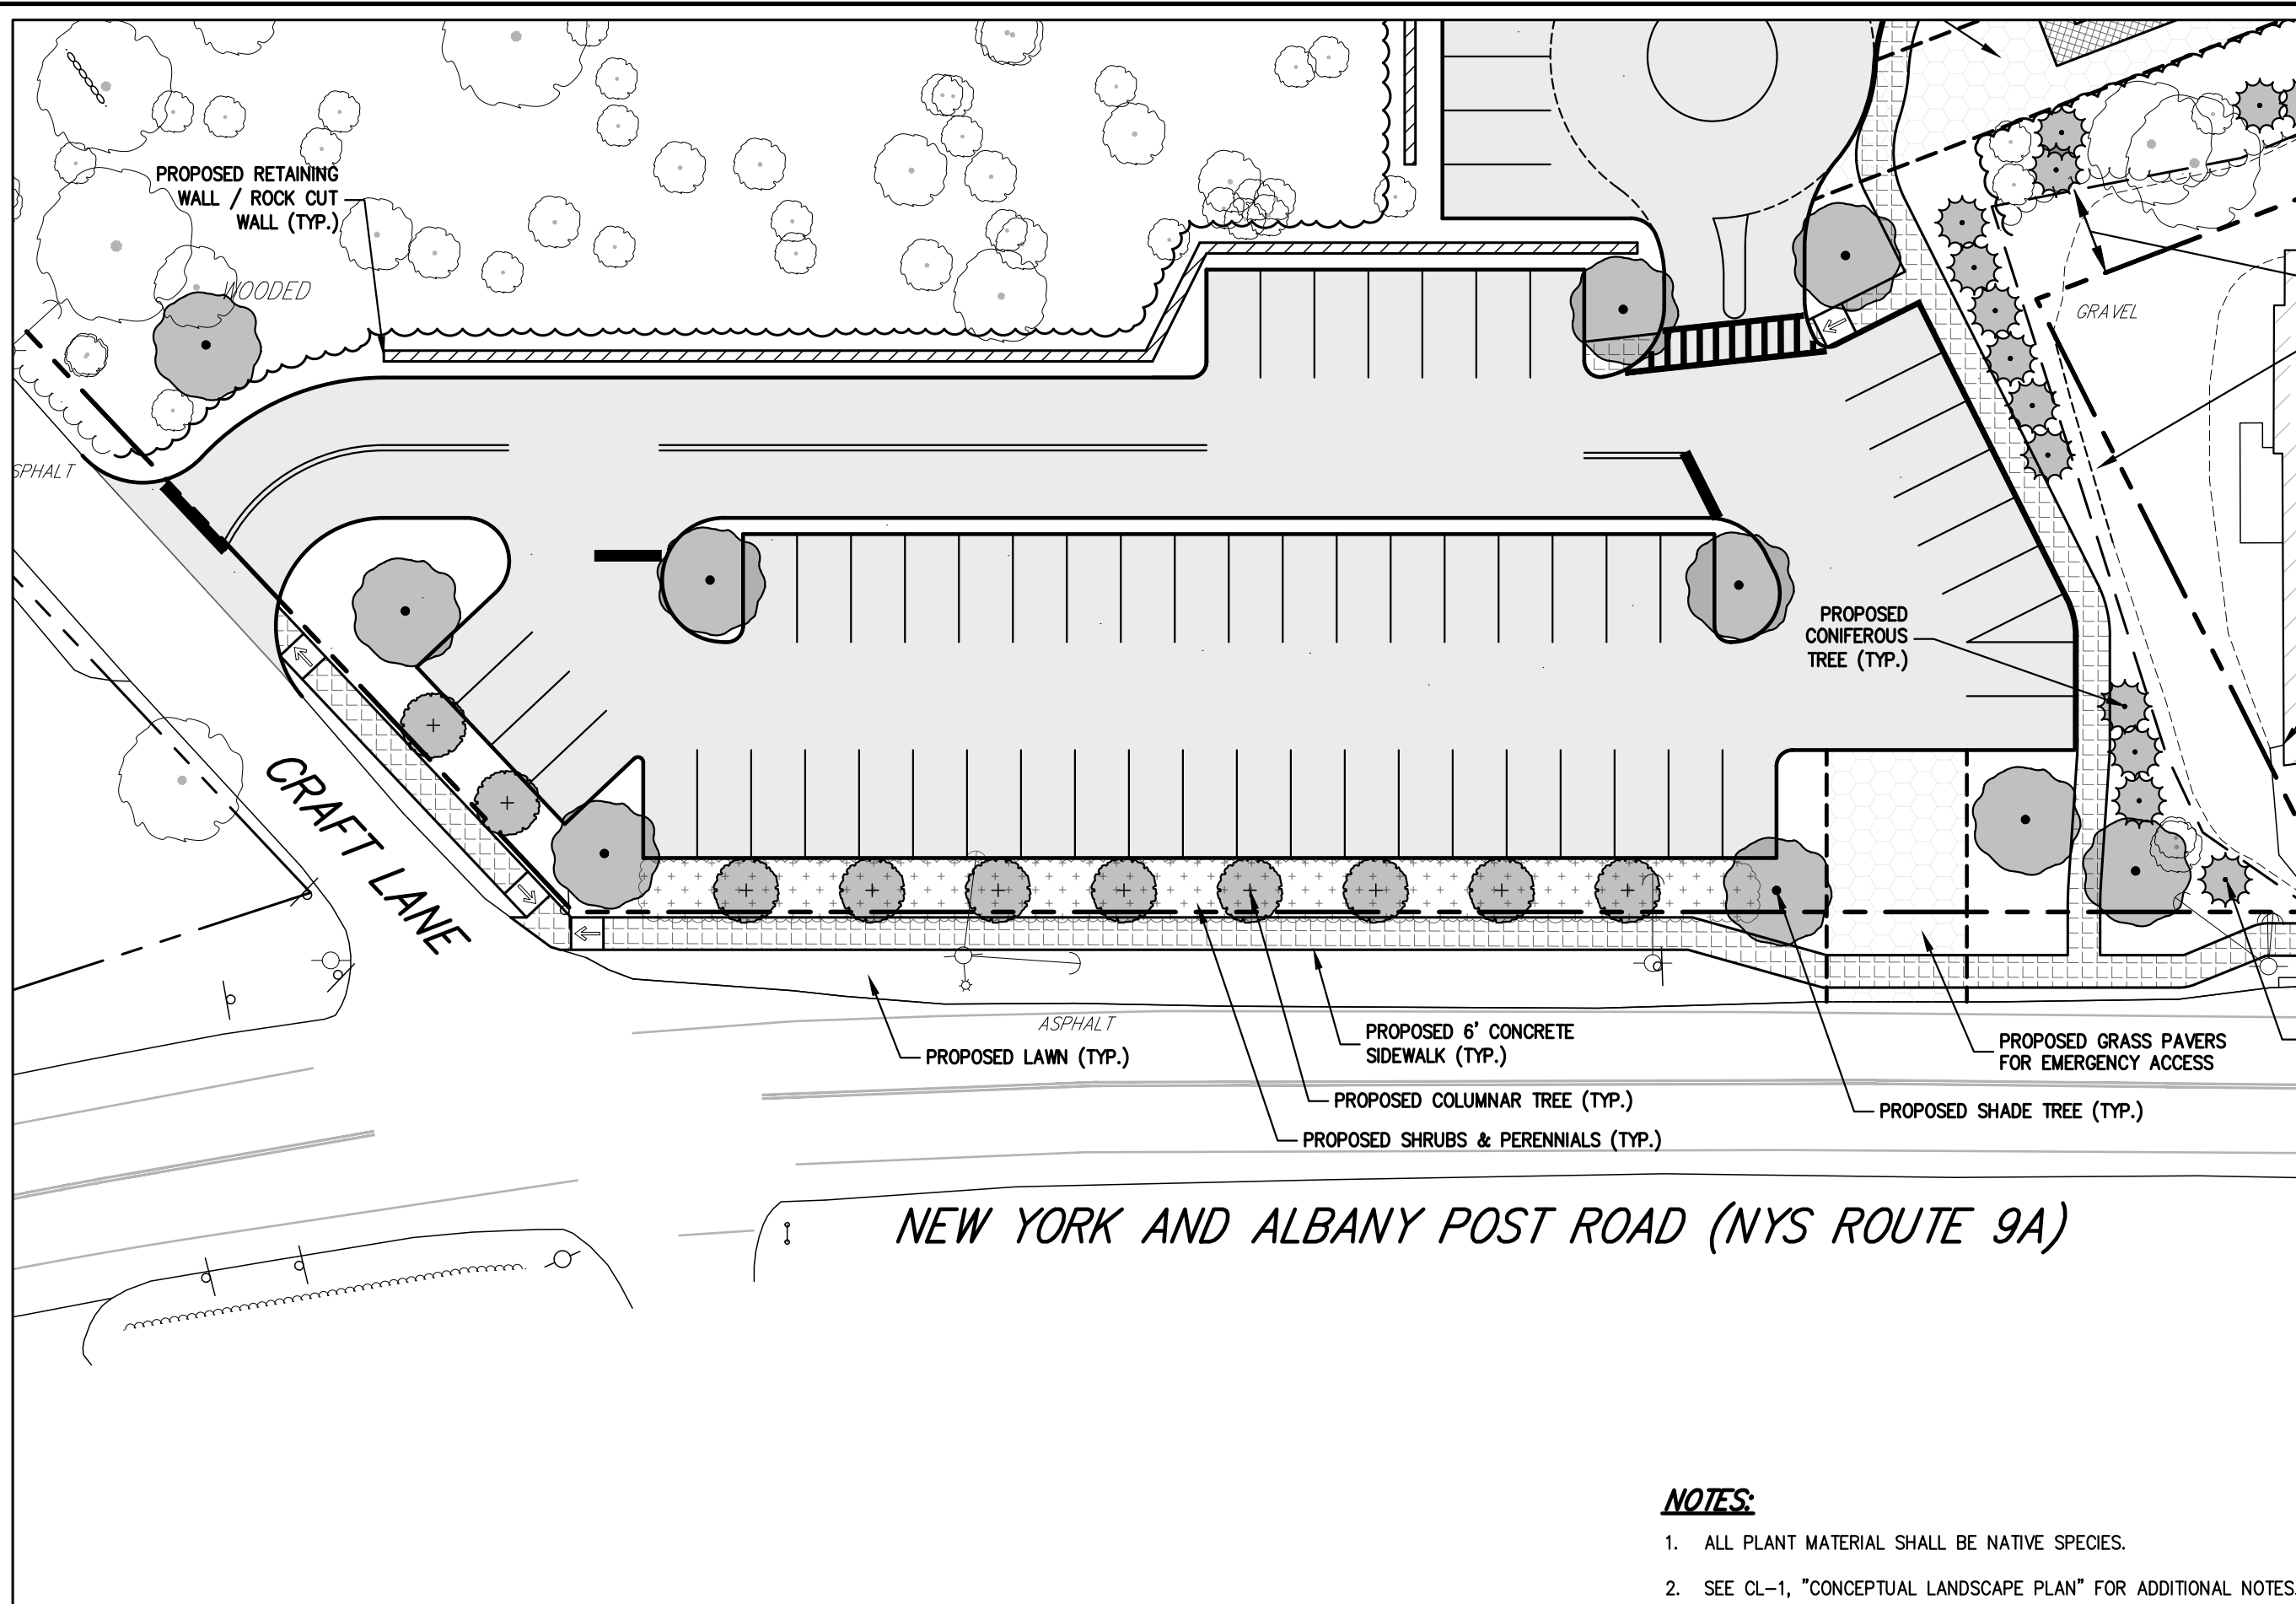 PROPOSED RETAINING
WALL / ROCK CUT
WALL (TYP.)
WOODED
GRAVEL
SPHALT
PROPOSED
CONIFEROUS
TREE (TYP.)
CRAFT LANE
ASPHALT
PROPOSED LAWN (TYP.)
PROPOSED 6' CONCRETE
SIDEWALK (TYP.)
PROPOSED COLUMNAR TREE (TYP.)
PROPOSED SHRUBS & PERENNIALS (TYP.)
PROPOSED GRASS PAVERS
FOR EMERGENCY ACCESS
PROPOSED SHADE TREE (TYP.)
NEW YORK AND ALBANY POST ROAD (NYS ROUTE 9A)
NOTES:
1. ALL PLANT MATERIAL SHALL BE NATIVE SPECIES.
2. SEE CL-1, "CONCEPTUAL LANDSCAPE PLAN" FOR ADDITIONAL NOTES.